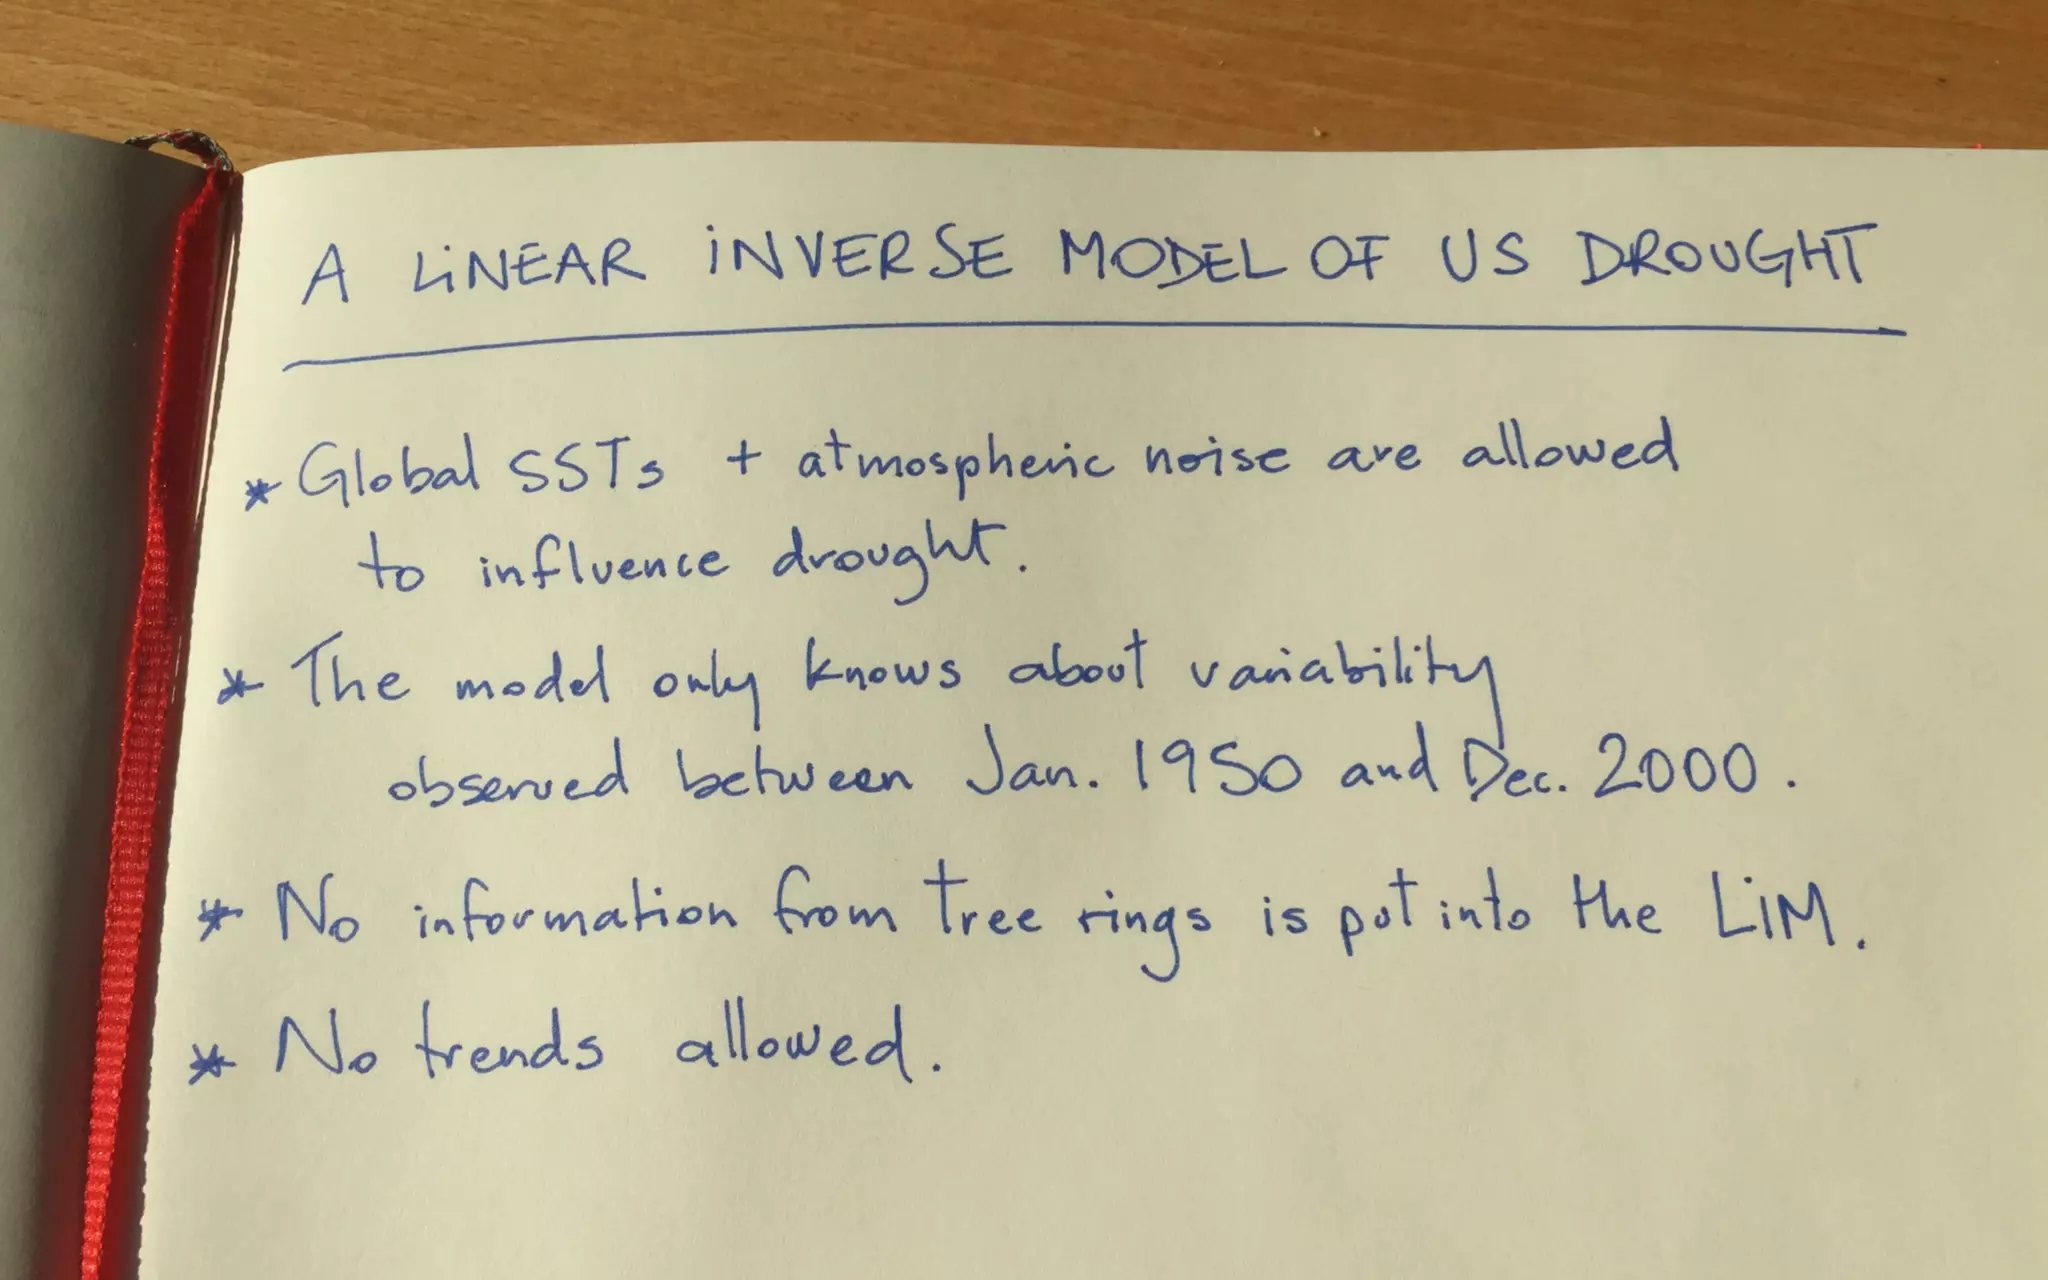 A LINEAR INVERSE MODEL OF US DROUGHT
* Global SSTs + atmospheric noise are allowed
to influence drought.
* The model only knows about variability
observed between Jan. 1950 and Dec. 2000.
* No information from tree rings is put into the LIM.
* No trends allowed.